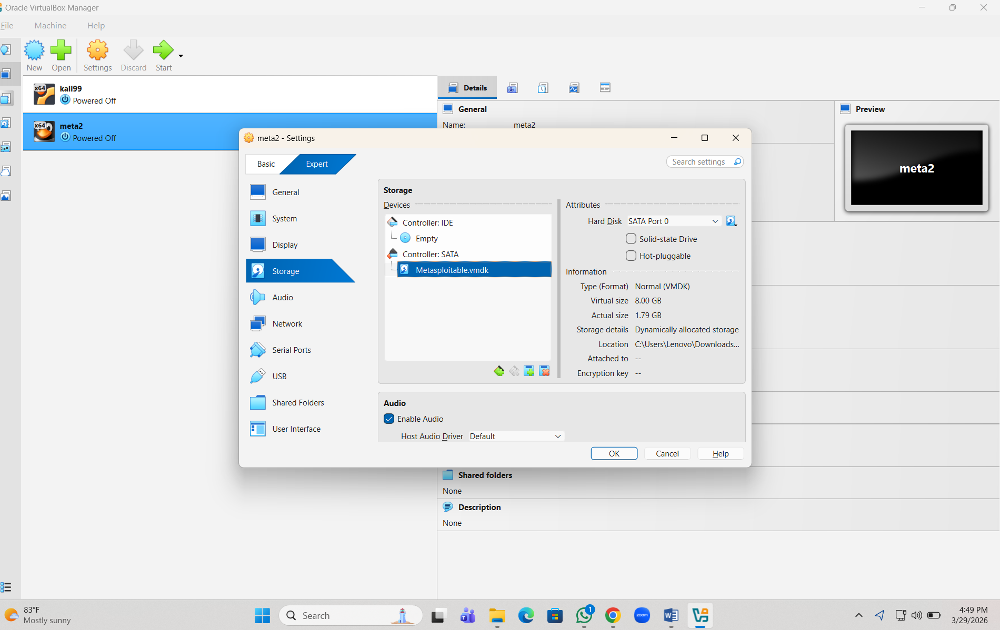 Oracle VirtualBox Manager
File Machine Help
New Open Settings Discard Start
x64 kali99
Powered Off
x64 meta2
Powered Off
Details
General
Name: meta2
Preview
meta2
meta2 - Settings
Basic Expert
Search settings
General
System
Display
Storage
Audio
Network
Serial Ports
USB
Shared Folders
User Interface
Storage
Devices
Controller: IDE
Empty
Controller: SATA
Metasploitable.vmdk
Attributes
Hard Disk SATA Port 0
Solid-state Drive
Hot-pluggable
Information
Type (Format) Normal (VMDK)
Virtual size 8.00 GB
Actual size 1.79 GB
Storage details Dynamically allocated storage
Location C:\Users\Lenovo\Downloads...
Attached to --
Encryption key --
Audio
Enable Audio
Host Audio Driver Default
OK Cancel Help
Shared folders
None
Description
None
83°F
Mostly sunny
Search
1
zoom
4:49 PM
3/29/2026